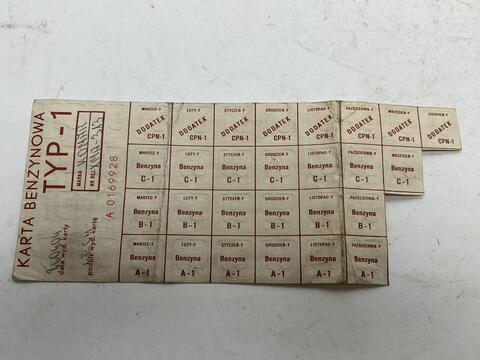 KARTA BENZYNOWA
TYP-1
MARKA
NR REJ.
A 0169928
data wyd. karty
podpis wyd. kartę
MARZEC-Y LUTY-Y STYCZEŃ-Y GRUDZIEŃ-Y LISTOPAD-Y PAŹDZIERNIK-Y WRZESIEŃ-Y SIERPIEŃ-Y
DODATEK DODATEK DODATEK DODATEK DODATEK DODATEK DODATEK DODATEK
CPN-1 CPN-1 CPN-1 CPN-1 CPN-1 CPN-1 CPN-1 CPN-1
MARZEC-Y LUTY-Y STYCZEŃ-Y GRUDZIEŃ-Y LISTOPAD-Y PAŹDZIERNIK-Y WRZESIEŃ-Y
Benzyna Benzyna Benzyna Benzyna Benzyna Benzyna Benzyna
C-1 C-1 C-1 C-1 C-1 C-1 C-1
MARZEC-Y LUTY-Y STYCZEŃ-Y GRUDZIEŃ-Y LISTOPAD-Y PAŹDZIERNIK-Y
Benzyna Benzyna Benzyna Benzyna Benzyna Benzyna
B-1 B-1 B-1 B-1 B-1 B-1
MARZEC-Y LUTY-Y STYCZEŃ-Y GRUDZIEŃ-Y LISTOPAD-Y PAŹDZIERNIK-Y
Benzyna Benzyna Benzyna Benzyna Benzyna Benzyna
A-1 A-1 A-1 A-1 A-1 A-1